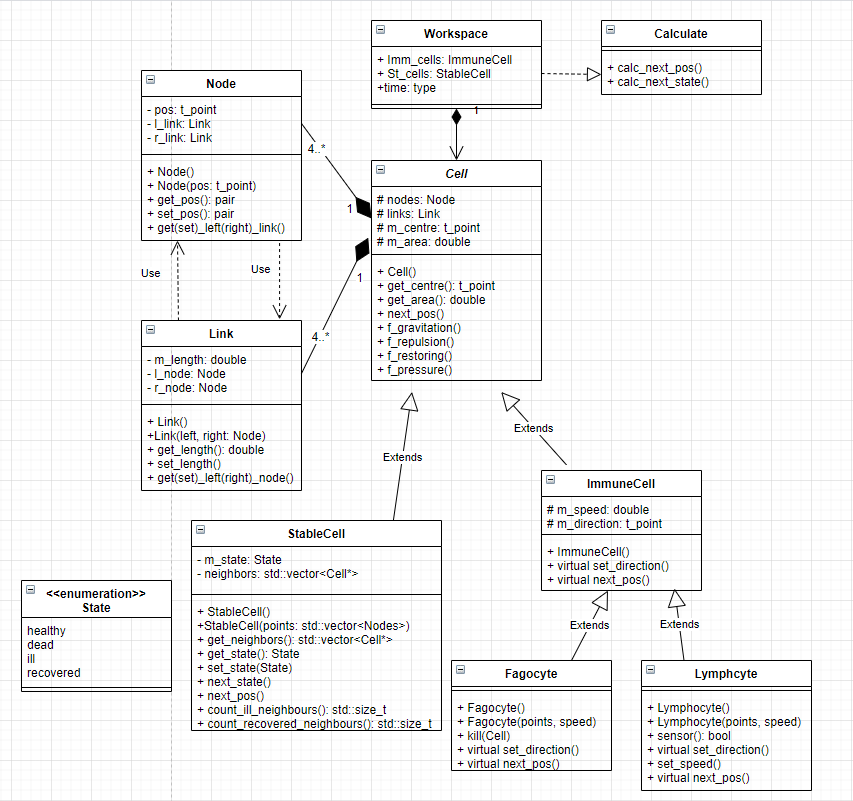 Workspace
+ Imm_cells: ImmuneCell
+ St_cells: StableCell
+time: type
Calculate
+ calc_next_pos()
+ calc_next_state()
1
Node
- pos: t_point
- l_link: Link
- r_link: Link
+ Node()
+ Node(pos: t_point)
+ get_pos(): pair
+ set_pos(): pair
+ get(set)_left(right)_link()
4..*
1
Cell
# nodes: Node
# links: Link
# m_centre: t_point
# m_area: double
+ Cell()
+ get_centre(): t_point
+ get_area(): double
+ next_pos()
+ f_gravitation()
+ f_repulsion()
+ f_restoring()
+ f_pressure()
Use
Use
1
4..*
Link
- m_length: double
- l_node: Node
- r_node: Node
+ Link()
+Link(left, right: Node)
+ get_length(): double
+ set_length()
+ get(set)_left(right)_node()
Extends
Extends
ImmuneCell
# m_speed: double
# m_direction: t_point
+ ImmuneCell()
+ virtual set_direction()
+ virtual next_pos()
StableCell
- m_state: State
- neighbors: std::vector<Cell*>
+ StableCell()
+StableCell(points: std::vector<Nodes>)
+ get_neighbors(): std::vector<Cell*>
+ get_state(): State
+ set_state(State)
+ next_state()
+ next_pos()
+ count_ill_neighbours(): std::size_t
+ count_recovered_neighbours(): std::size_t
<<enumeration>>
State
healthy
dead
ill
recovered
Extends
Extends
Fagocyte
+ Fagocyte()
+ Fagocyte(points, speed)
+ kill(Cell)
+ virtual set_direction()
+ virtual next_pos()
Lymphcyte
+ Lymphocyte()
+ Lymphocyte(points, speed)
+ sensor(): bool
+ virtual set_direction()
+ set_speed()
+ virtual next_pos()